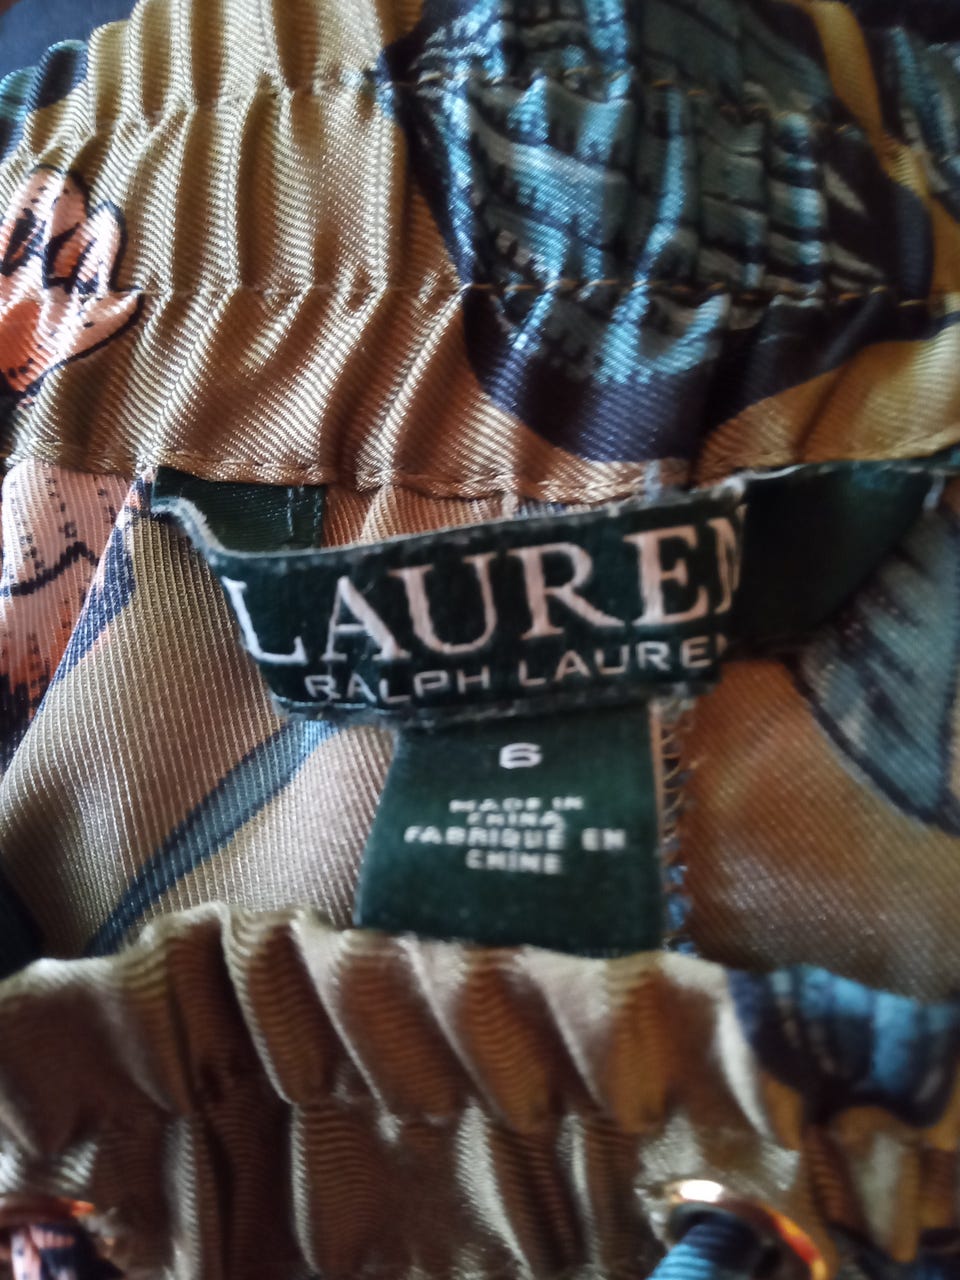 LAUREN
RALPH LAUREN
6
MADE IN
CHINA
FABRIQUÉ EN
CHINE